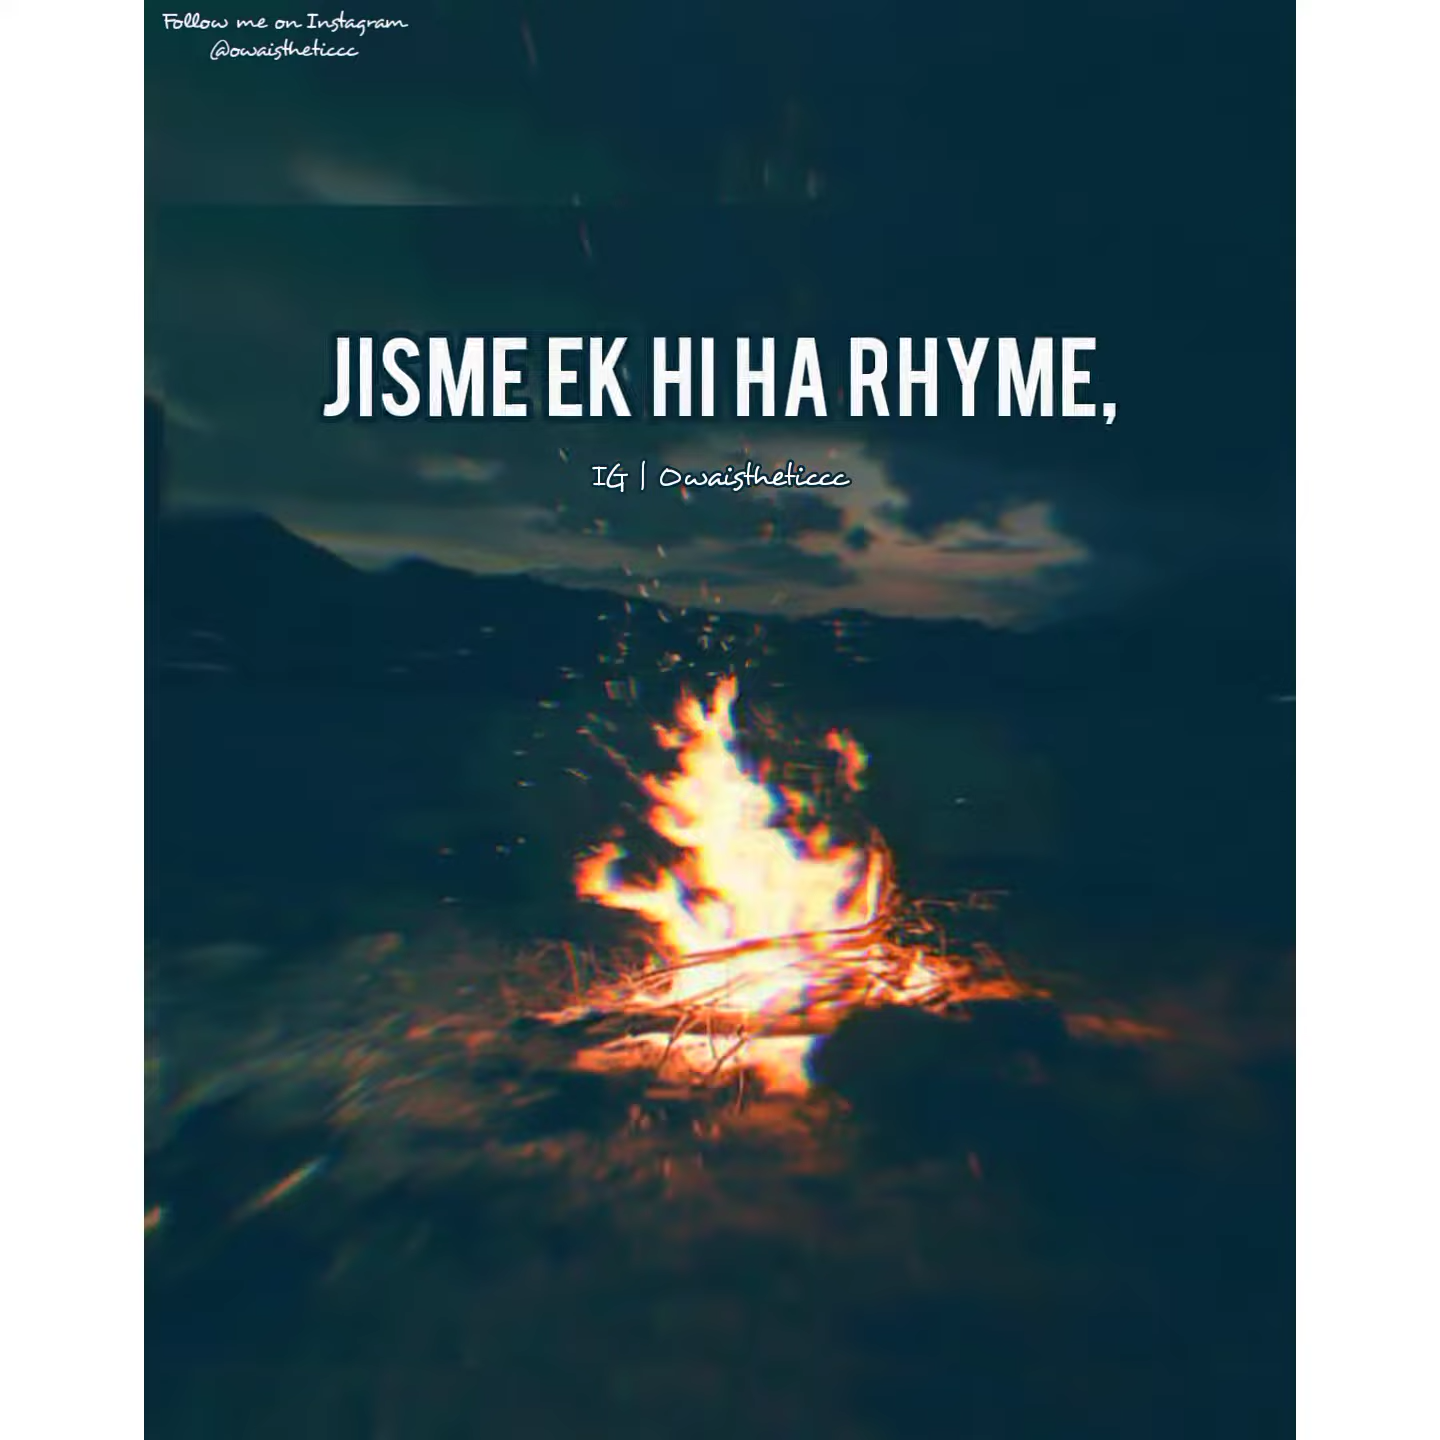 Follow me on Instagram
@owaistheticcc
JISME EK HI HA RHYME,
IG | Owaistheticcc